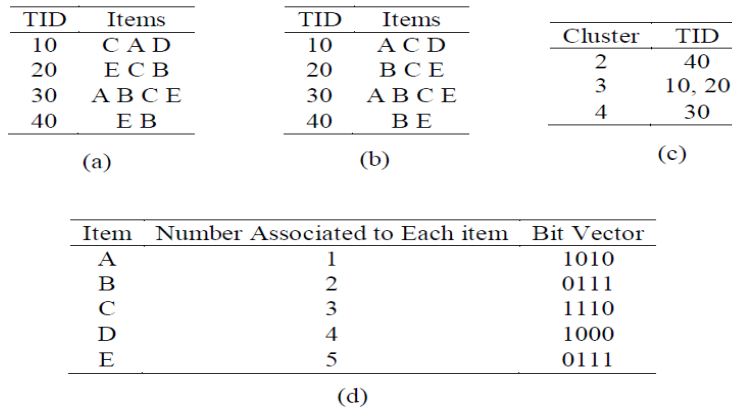 TID Items
10 C A D
20 E C B
30 A B C E
40 E B
(a)
TID Items
10 A C D
20 B C E
30 A B C E
40 B E
(b)
Cluster TID
2 40
3 10, 20
4 30
(c)
Item Number Associated to Each item Bit Vector
A 1 1010
B 2 0111
C 3 1110
D 4 1000
E 5 0111
(d)